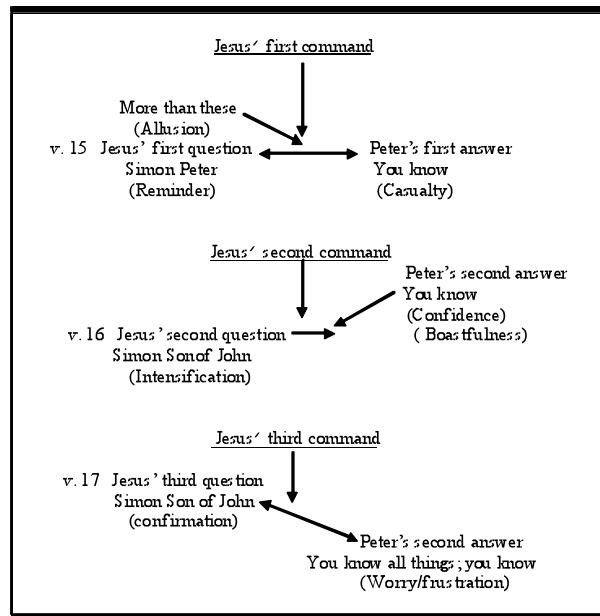 Jesus' first command
More than these
(Allusion)
v. 15 Jesus' first question
Simon Peter
(Reminder)
Peter's first answer
You know
(Casualty)
Jesus' second command
Peter's second answer
You know
(Confidence)
( Boastfulness)
v. 16 Jesus' second question
Simon Son of John
(Intensification)
Jesus' third command
v. 17 Jesus' third question
Simon Son of John
(confirmation)
Peter's second answer
You know all things; you know
(Worry/frustration)